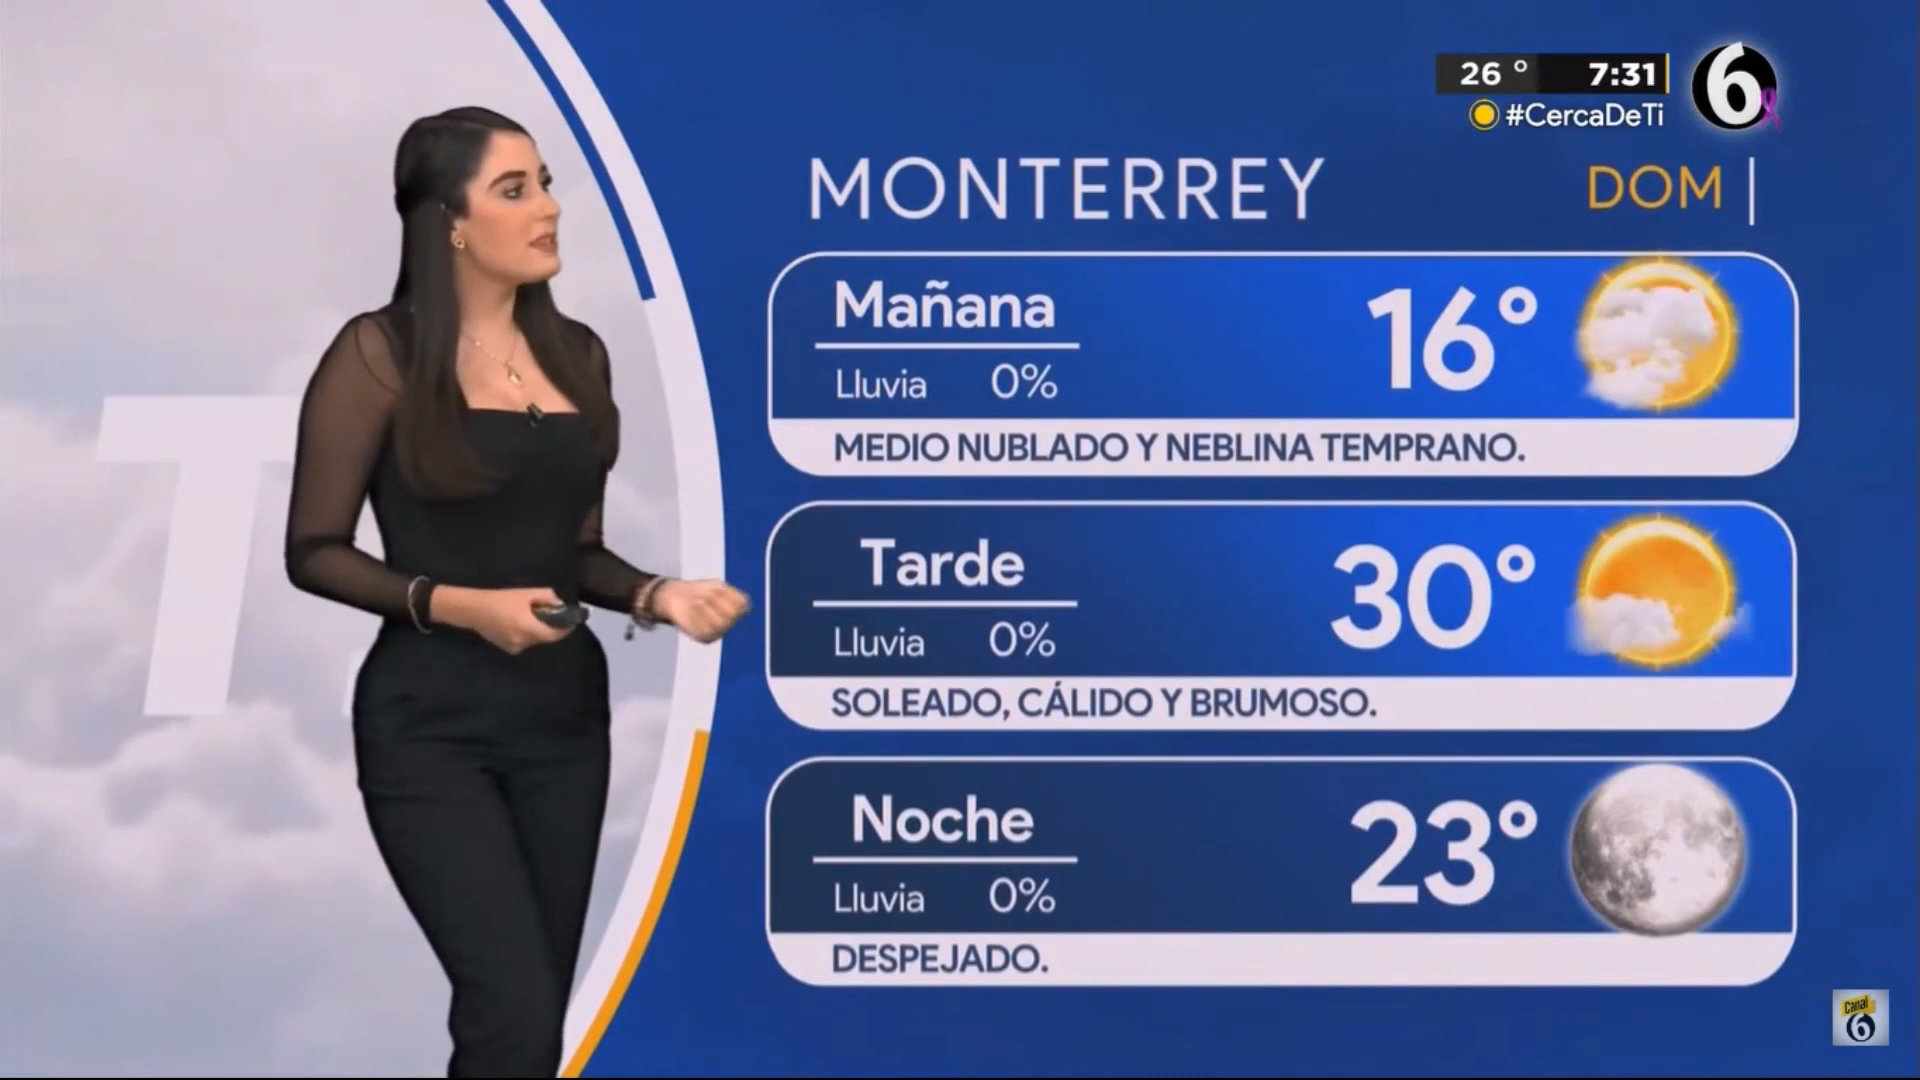 26 ° 7:31
6
#CercaDeTi
MONTERREY DOM
Mañana 16°
Lluvia 0%
MEDIO NUBLADO Y NEBLINA TEMPRANO.
Tarde 30°
Lluvia 0%
SOLEADO, CÁLIDO Y BRUMOSO.
Noche 23°
Lluvia 0%
DESPEJADO.
T
Canal
6